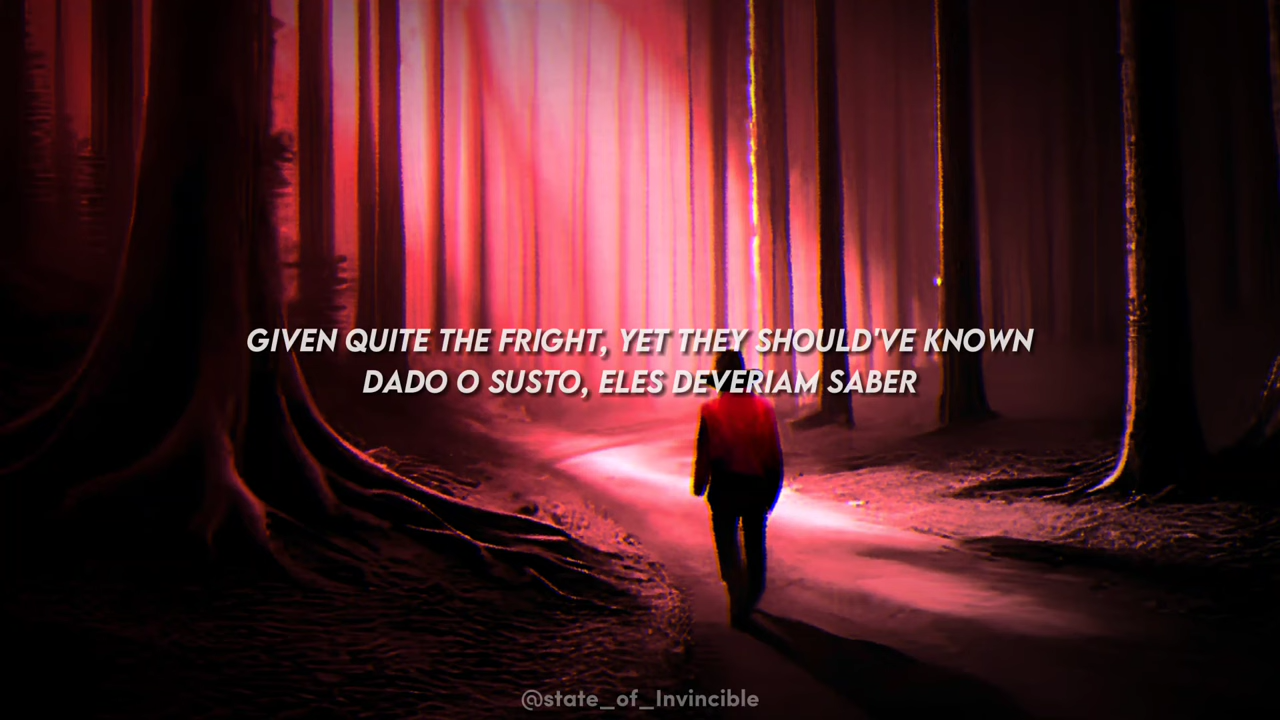 GIVEN QUITE THE FRIGHT, YET THEY SHOULD'VE KNOWN
DADO O SUSTO, ELES DEVERIAM SABER
@state_of_Invincible